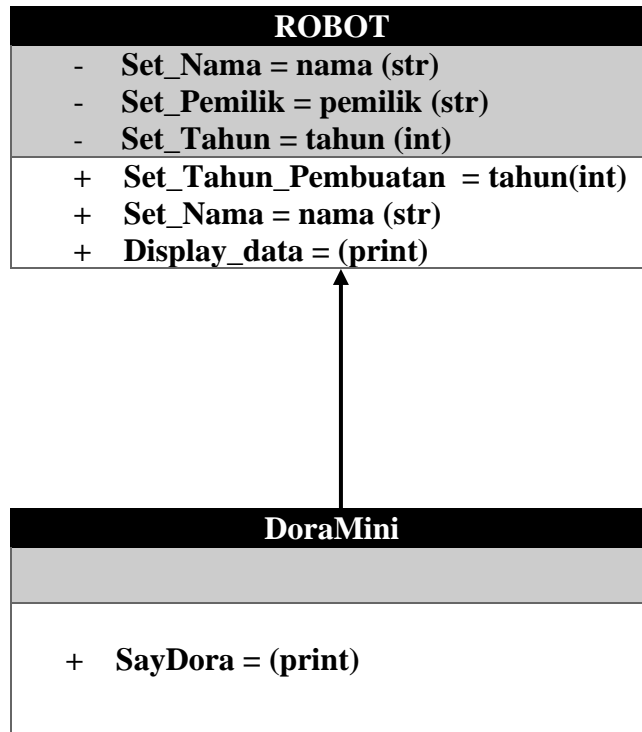 ROBOT
- Set_Nama = nama (str)
- Set_Pemilik = pemilik (str)
- Set_Tahun = tahun (int)
+ Set_Tahun_Pembuatan = tahun(int)
+ Set_Nama = nama (str)
+ Display_data = (print)
DoraMini
+ SayDora = (print)